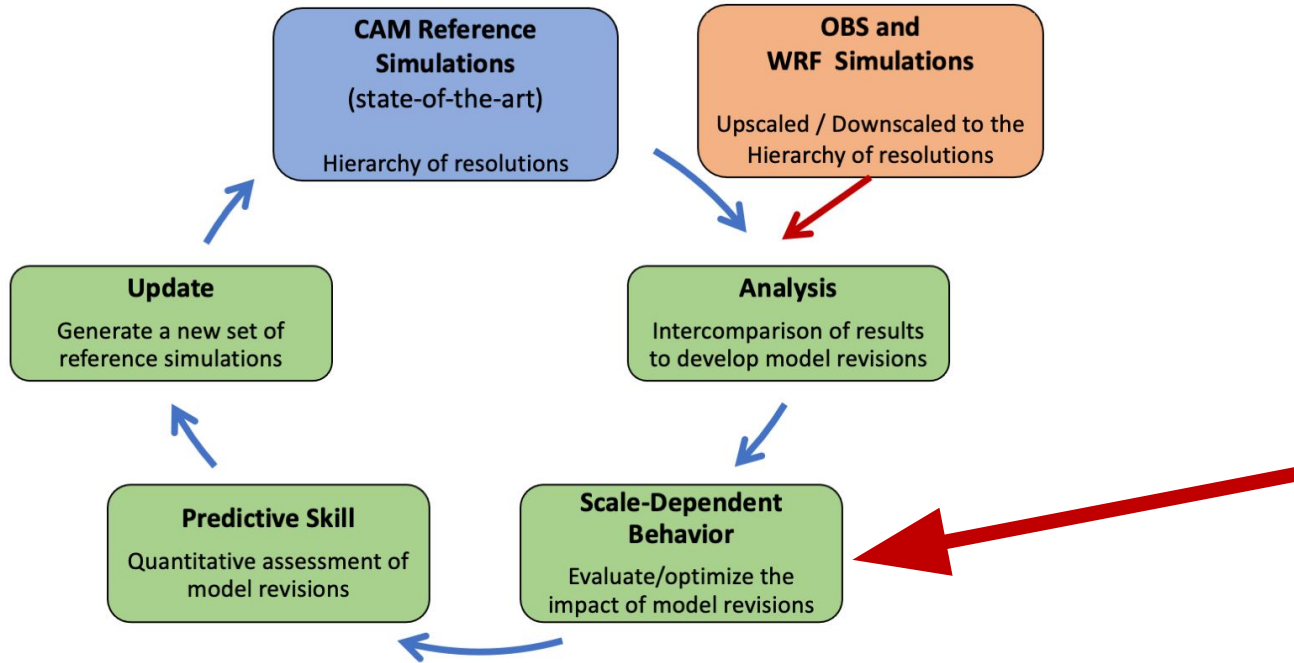 CAM Reference
Simulations
(state-of-the-art)
Hierarchy of resolutions
OBS and
WRF Simulations
Upscaled / Downscaled to the
Hierarchy of resolutions
Update
Generate a new set of
reference simulations
Analysis
Intercomparison of results
to develop model revisions
Predictive Skill
Quantitative assessment of
model revisions
Scale-Dependent
Behavior
Evaluate/optimize the
impact of model revisions